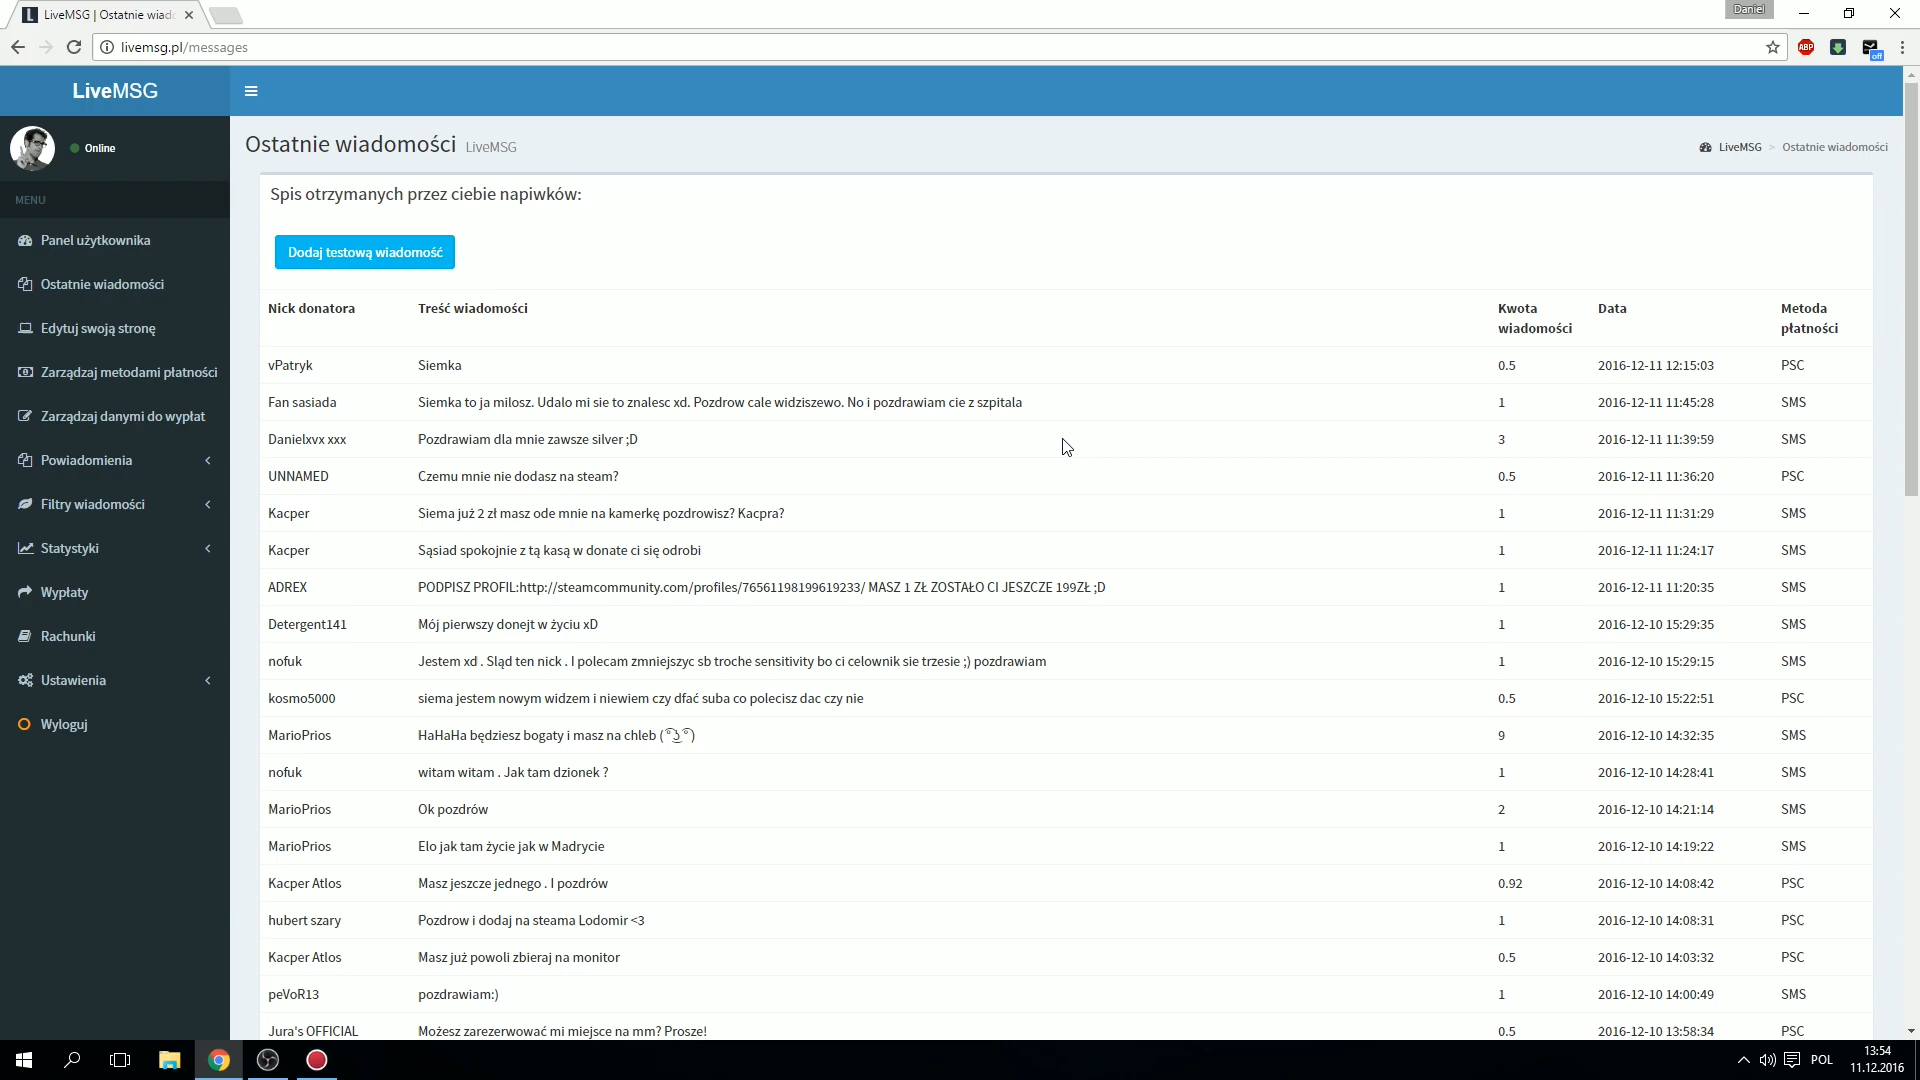 LiveMSG | Ostatnie wiad
Daniel
livemsg.pl/messages
ABP
off
LiveMSG
Online
MENU
Panel użytkownika
Ostatnie wiadomości
Edytuj swoją stronę
Zarządzaj metodami płatności
Zarządzaj danymi do wypłat
Powiadomienia
Filtry wiadomości
Statystyki
Wypłaty
Rachunki
Ustawienia
Wyloguj
Ostatnie wiadomości LiveMSG
LiveMSG > Ostatnie wiadomości
Spis otrzymanych przez ciebie napiwków:
Dodaj testową wiadomość
Nick donatora Treść wiadomości Kwota wiadomości Data Metoda płatności
vPatryk Siemka 0.5 2016-12-11 12:15:03 PSC
Fan sasiada Siemka to ja milosz. Udalo mi sie to znalesc xd. Pozdrow cale widziszewo. No i pozdrawiam cie z szpitala 1 2016-12-11 11:45:28 SMS
Danielxvx xxx Pozdrawiam dla mnie zawsze silver ;D 3 2016-12-11 11:39:59 SMS
UNNAMED Czemu mnie nie dodasz na steam? 0.5 2016-12-11 11:36:20 PSC
Kacper Siema już 2 zł masz ode mnie na kamerkę pozdrowisz? Kacpra? 1 2016-12-11 11:31:29 SMS
Kacper Sąsiad spokojnie z tą kasą w donate ci się odrobi 1 2016-12-11 11:24:17 SMS
ADREX PODPISZ PROFIL:http://steamcommunity.com/profiles/76561198199619233/ MASZ 1 ZŁ ZOSTAŁO CI JESZCZE 199ZŁ ;D 1 2016-12-11 11:20:35 SMS
Detergent141 Mój pierwszy donejt w życiu xD 1 2016-12-10 15:29:35 SMS
nofuk Jestem xd . Sląd ten nick . I polecam zmniejszyc sb troche sensitivity bo ci celownik sie trzesie ;) pozdrawiam 1 2016-12-10 15:29:15 SMS
kosmo5000 siema jestem nowym widzem i niewiem czy dfać suba co polecisz dac czy nie 0.5 2016-12-10 15:22:51 PSC
MarioPrios HaHaHa będziesz bogaty i masz na chleb ( ͡° ͜ʖ ͡°) 9 2016-12-10 14:32:35 SMS
nofuk witam witam . Jak tam dzionek ? 1 2016-12-10 14:28:41 SMS
MarioPrios Ok pozdrów 2 2016-12-10 14:21:14 SMS
MarioPrios Elo jak tam życie jak w Madrycie 1 2016-12-10 14:19:22 SMS
Kacper Atlos Masz jeszcze jednego . I pozdrów 0.92 2016-12-10 14:08:42 PSC
hubert szary Pozdrow i dodaj na steama Lodomir <3 1 2016-12-10 14:08:31 PSC
Kacper Atlos Masz już powoli zbieraj na monitor 0.5 2016-12-10 14:03:32 PSC
peVoR13 pozdrawiam:) 1 2016-12-10 14:00:49 SMS
Jura's OFFICIAL Możesz zarezerwować mi miejsce na mm? Prosze! 0.5 2016-12-10 13:58:34 PSC
POL
13:54
11.12.2016